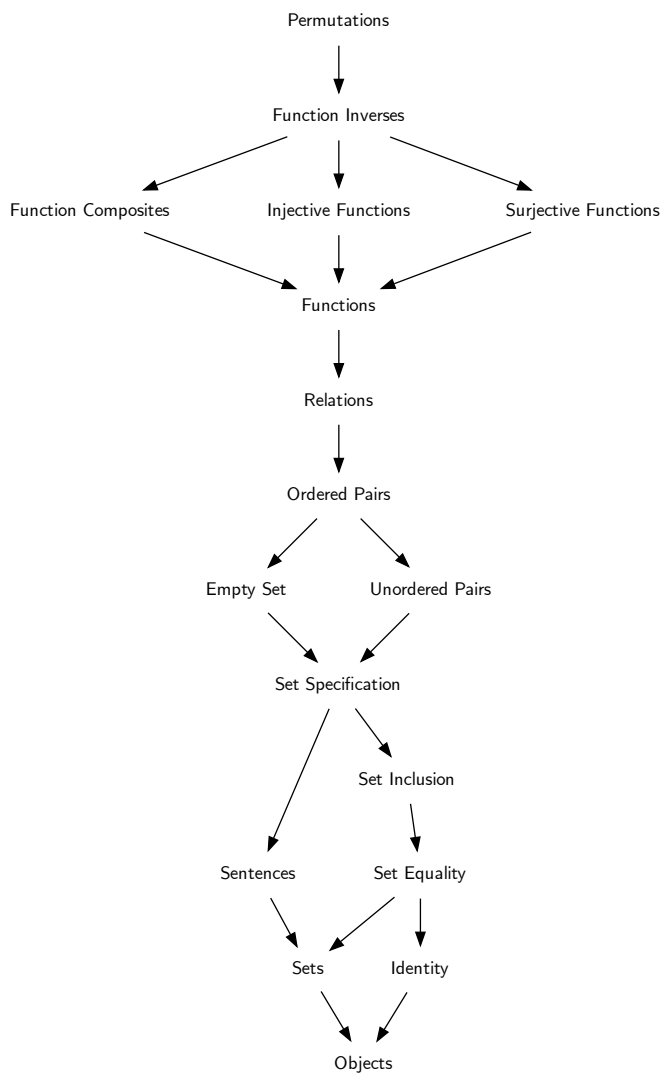 Permutations
Function Inverses
Function Composites
Injective Functions
Surjective Functions
Functions
Relations
Ordered Pairs
Empty Set
Unordered Pairs
Set Specification
Set Inclusion
Sentences
Set Equality
Sets
Identity
Objects